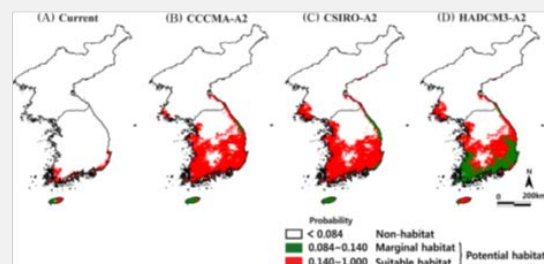 (A) Current (B) CCCMA-A2 (C) CSIRO-A2 (D) HADCM3-A2
N
0 200km
Probability
< 0.084 Non-habitat
0.084~0.140 Marginal habitat
0.140~1.000 Suitable habitat
Potential habitat